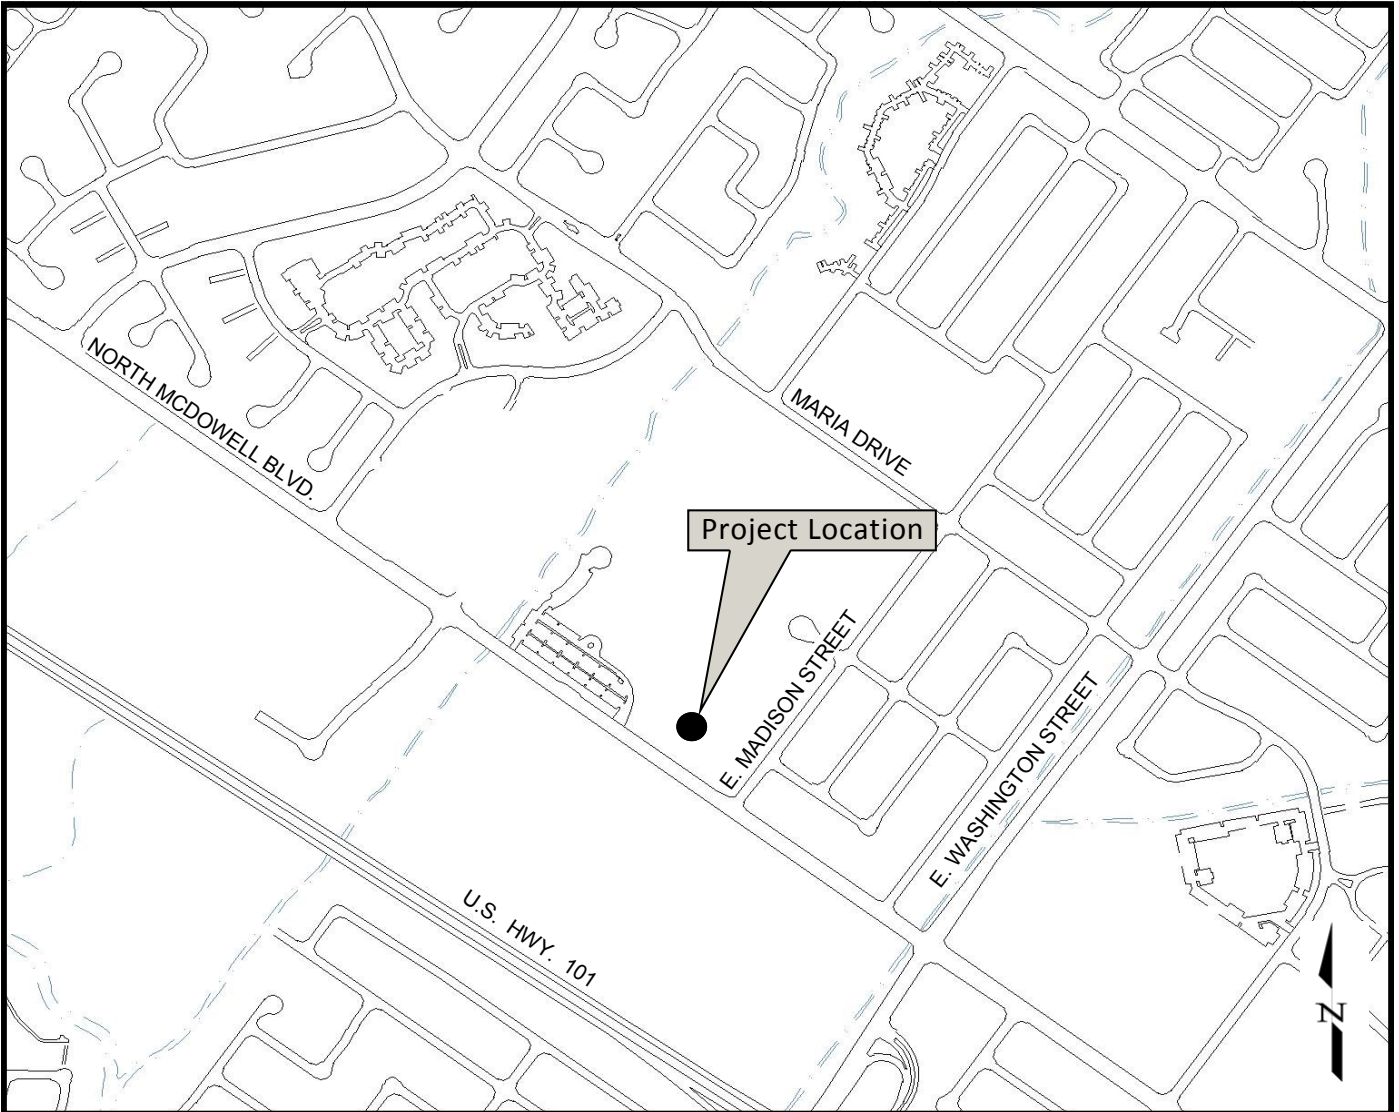 NORTH MCDOWELL BLVD.
MARIA DRIVE
Project Location
E. MADISON STREET
E. WASHINGTON STREET
U.S. HWY. 101
N